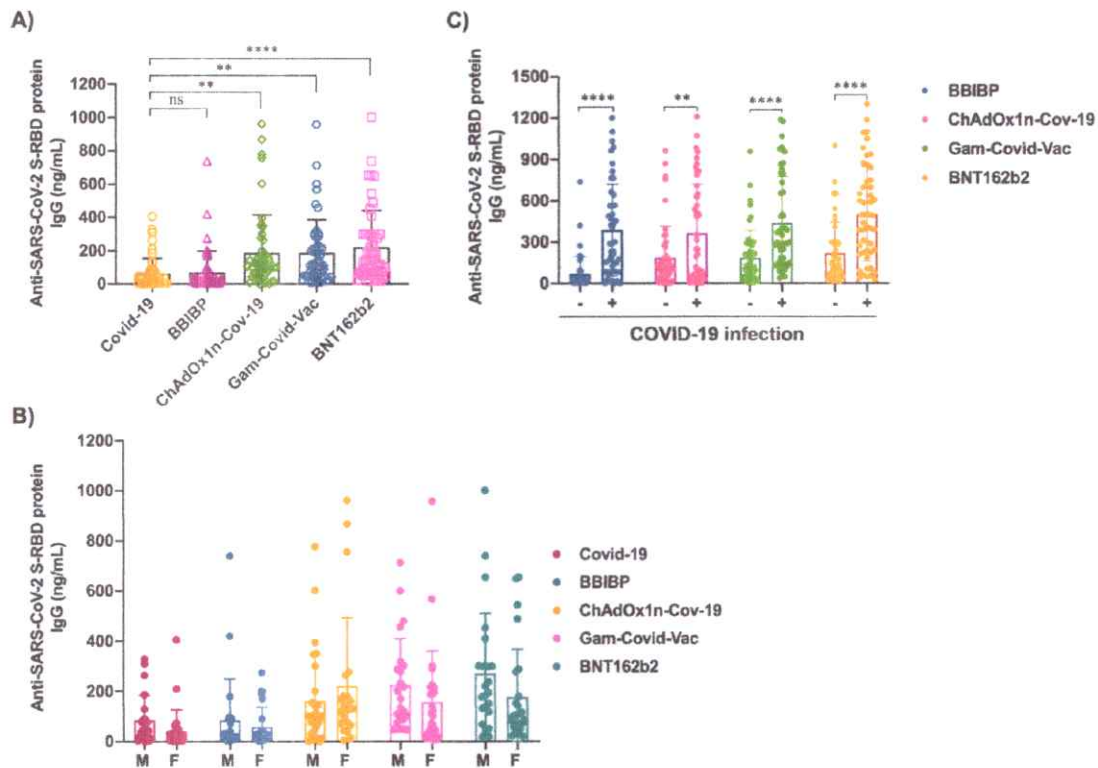 A)
Anti-SARS-CoV-2 S-RBD protein
IgG (ng/mL)
1200
1000
800
600
400
200
0
****
**
**
ns
Covid-19
BBIBP
ChAdOx1n-Cov-19
Gam-Covid-Vac
BNT162b2
C)
Anti-SARS-CoV-2 S-RBD protein
IgG (ng/mL)
1500
1200
900
600
300
0
**** ** **** ****
- + - + - + - +
COVID-19 infection
BBIBP
ChAdOx1n-Cov-19
Gam-Covid-Vac
BNT162b2
B)
Anti-SARS-CoV-2 S-RBD protein
IgG (ng/mL)
1200
1000
800
600
400
200
0
M F M F M F M F M F
Covid-19
BBIBP
ChAdOx1n-Cov-19
Gam-Covid-Vac
BNT162b2